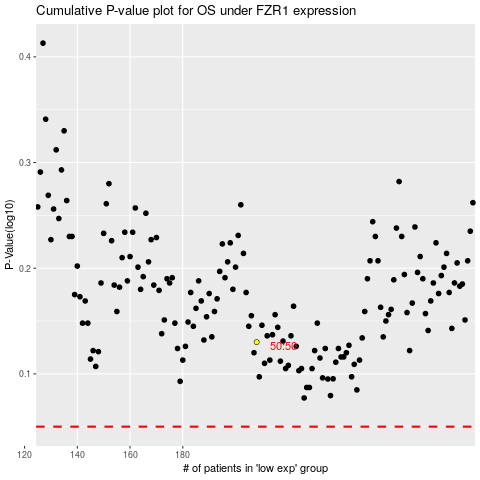 Cumulative P-value plot for OS under FZR1 expression
P-Value(log10)
0.4
0.3
0.2
0.1
50:50
120 140 160 180
# of patients in 'low exp' group